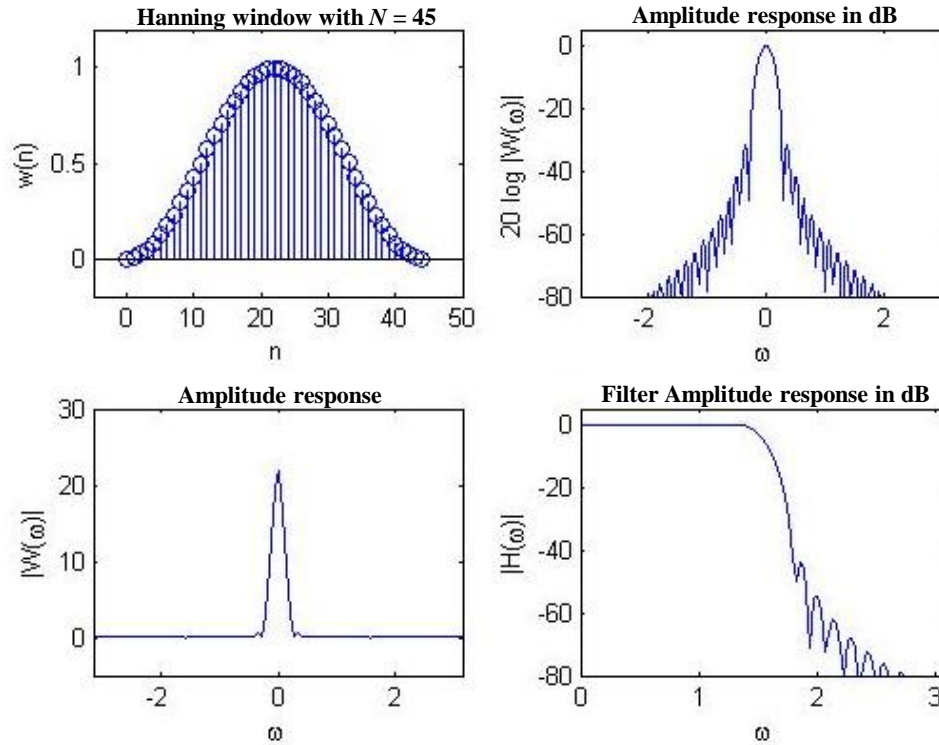 Hanning window with N = 45
1
0.5
0
w(n)
0 10 20 30 40 50
n
Amplitude response in dB
0
-20
-40
-60
-80
20 log |W(ω)|
-2 0 2
ω
Amplitude response
30
20
10
0
|W(ω)|
-2 0 2
ω
Filter Amplitude response in dB
0
-20
-40
-60
-80
|H(ω)|
0 1 2 3
ω